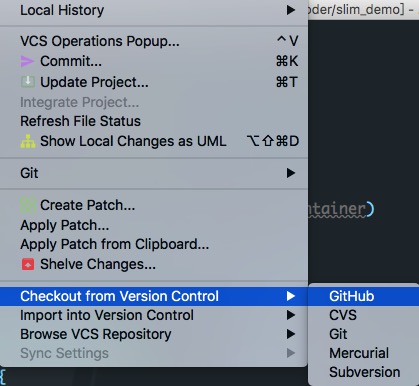 Local History
oder/slim_demo] -
VCS Operations Popup... ^V
Commit... ⌘K
Update Project... ⌘T
Integrate Project...
Refresh File Status
Show Local Changes as UML ⌥⇧⌘D
Git
Create Patch...
Apply Patch...
ntainer)
Apply Patch from Clipboard...
Shelve Changes...
Checkout from Version Control
GitHub
Import into Version Control
CVS
Browse VCS Repository
Git
Sync Settings
Mercurial
Subversion
{